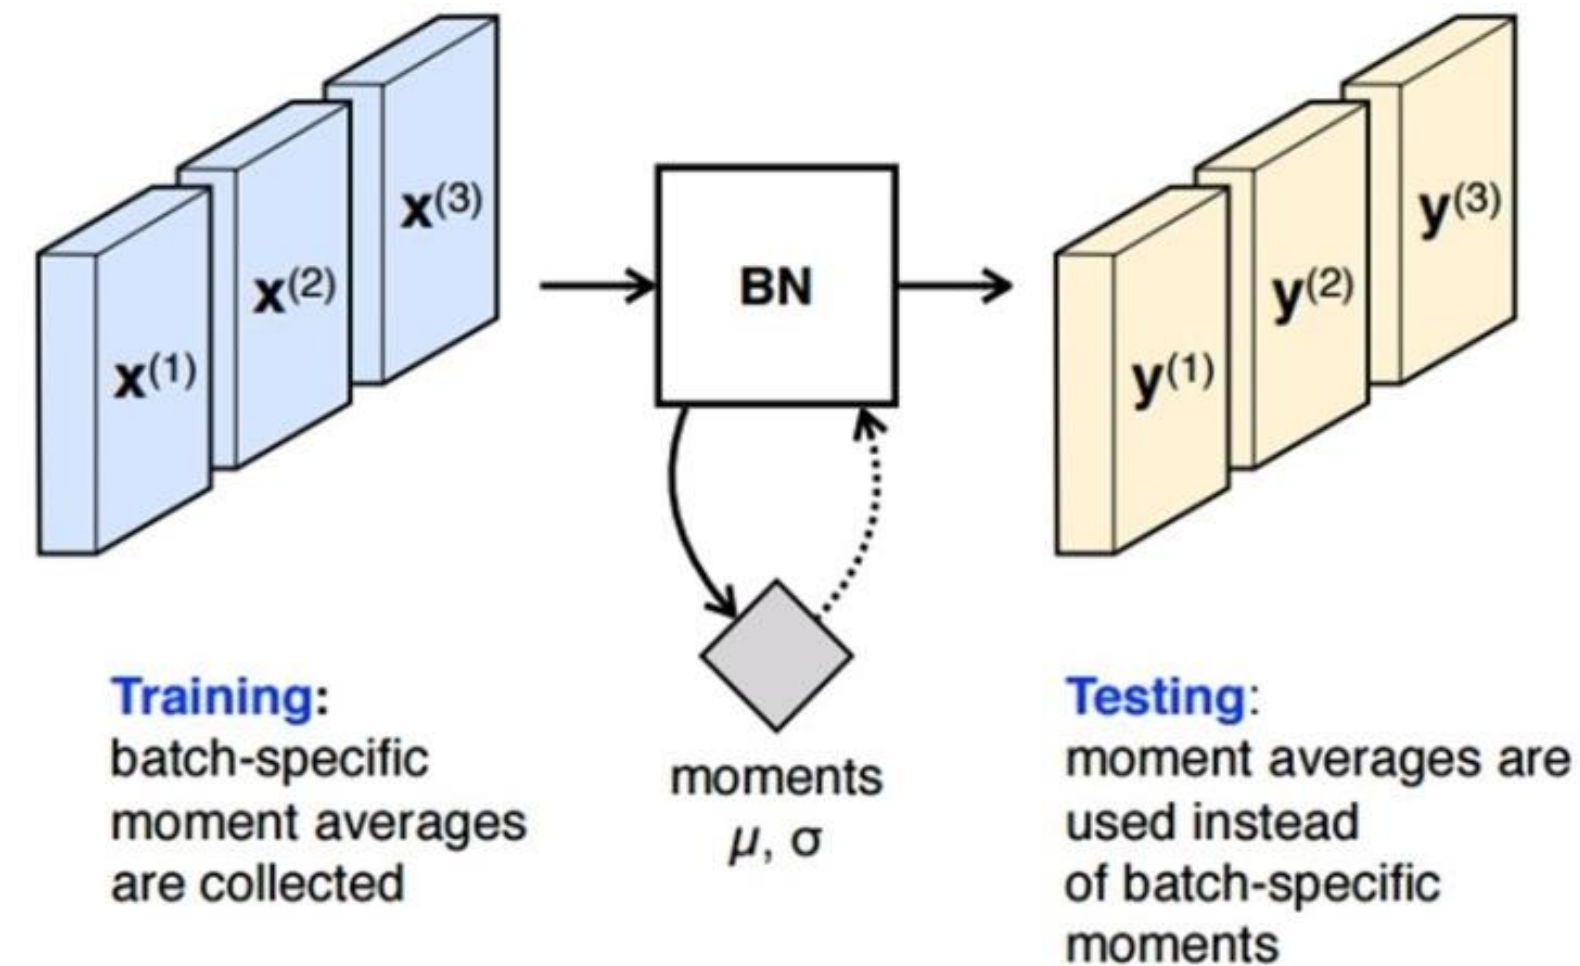 x(1)
x(2)
x(3)
BN
y(1)
y(2)
y(3)
moments
μ, σ
Training:
batch-specific
moment averages
are collected
Testing:
moment averages are
used instead
of batch-specific
moments